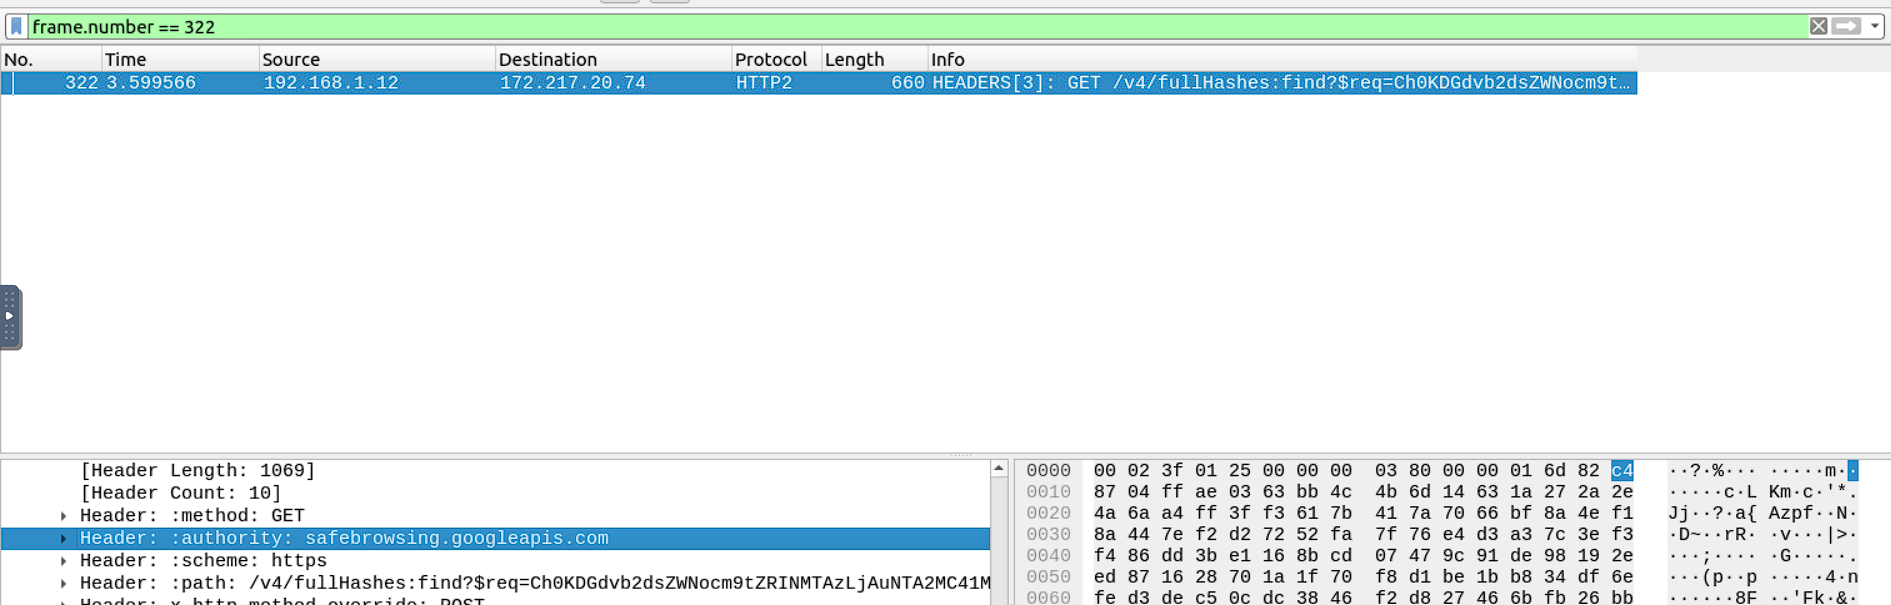 frame.number == 322
No. Time Source Destination Protocol Length Info
322 3.599566 192.168.1.12 172.217.20.74 HTTP2 660 HEADERS[3]: GET /v4/fullHashes:find?$req=Ch0KDGdvb2dsZWNocm9t…
[Header Length: 1069]
[Header Count: 10]
Header: :method: GET
Header: :authority: safebrowsing.googleapis.com
Header: :scheme: https
Header: :path: /v4/fullHashes:find?$req=Ch0KDGdvb2dsZWNocm9tZRINMTAzLjAuNTA2MC41M
Header: x-http-method-override: POST
0000 00 02 3f 01 25 00 00 00 03 80 00 00 01 6d 82 c4 ··?·%··· ·····m··
0010 87 04 ff ae 03 63 bb 4c 4b 6d 14 63 1a 27 2a 2e ·····c·L Km·c·'*.
0020 4a 6a a4 ff 3f f3 61 7b 41 7a 70 66 bf 8a 4e f1 Jj··?·a{ Azpf··N·
0030 8a 44 7e f2 d2 72 52 fa 7f 76 e4 d3 a3 7c 3e f3 ·D~··rR· ·v···|>·
0040 f4 86 dd 3b e1 16 8b cd 07 47 9c 91 de 98 19 2e ···;···· ·G·····.
0050 ed 87 16 28 70 1a 1f 70 f8 d1 be 1b b8 34 df 6e ···(p··p ·····4·n
0060 fe d3 de c5 0c dc 38 46 f2 d8 27 46 6b fb 26 bb ······8F ··'Fk·&·